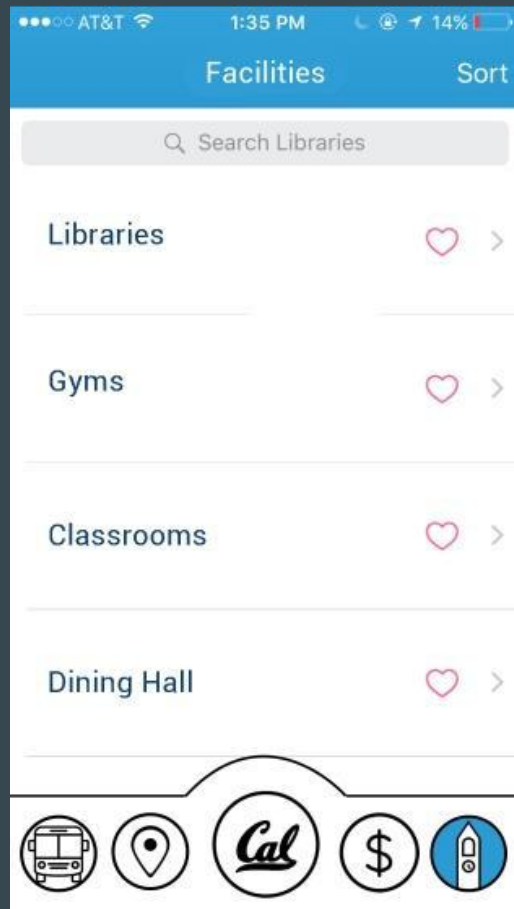 AT&T 1:35 PM 14%
Facilities Sort
Search Libraries
Libraries
Gyms
Classrooms
Dining Hall
Cal $